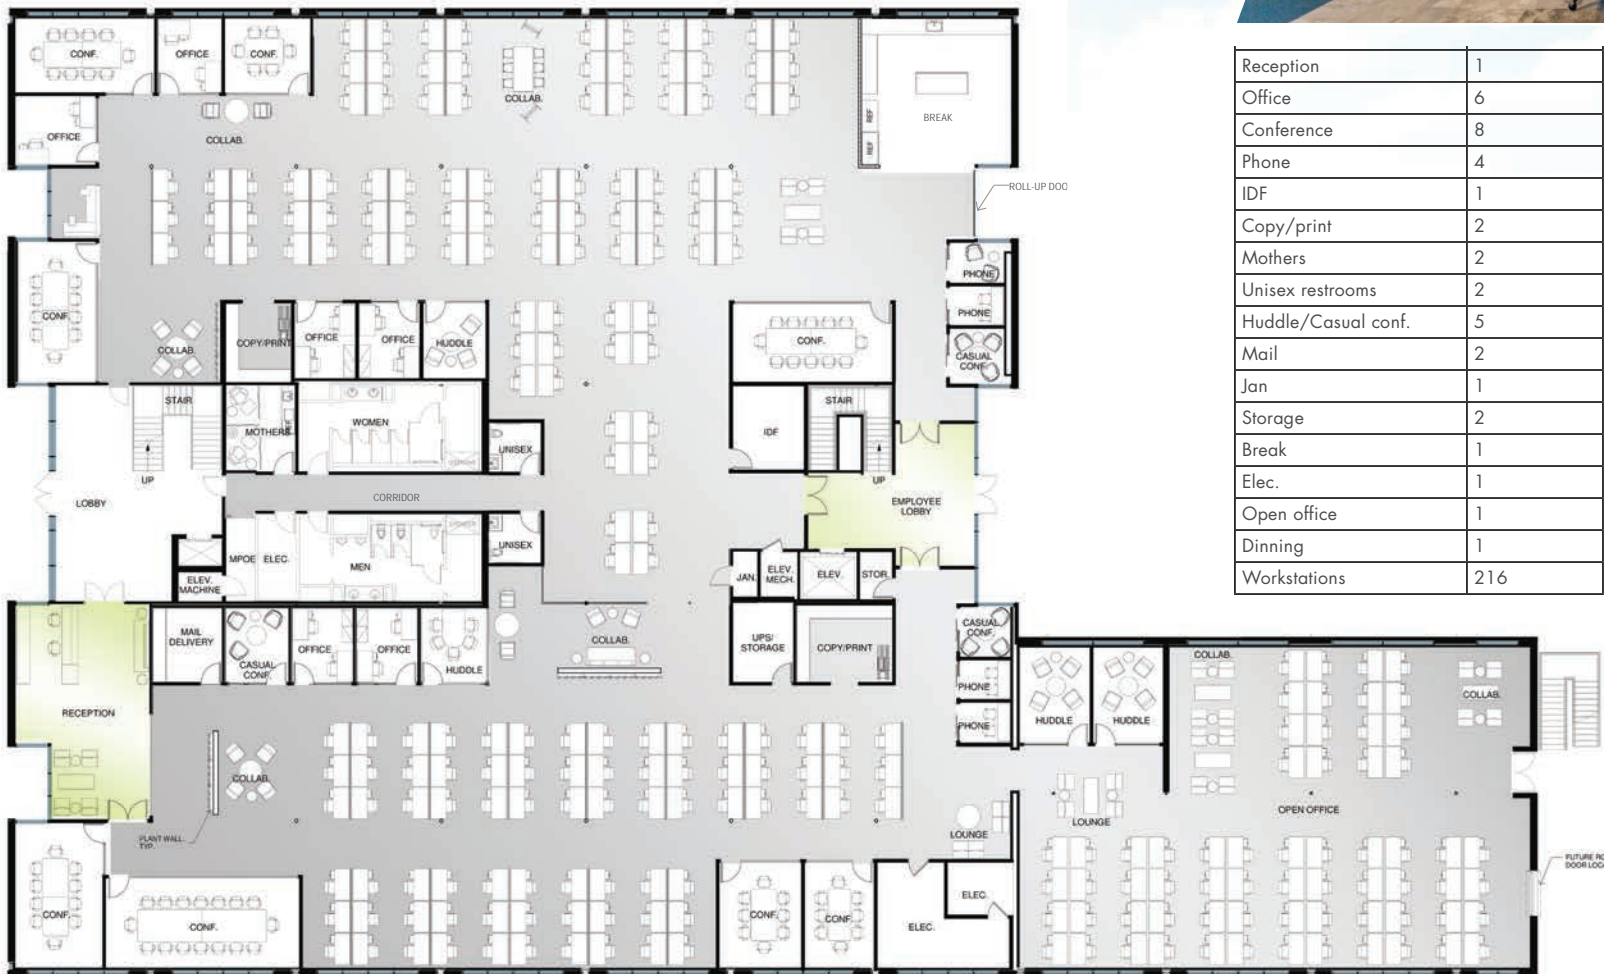 CONF.
OFFICE
CONF.
COLLAB.
BREAK
REF
REF
OFFICE
COLLAB.
ROLL-UP DOO
CONF.
COLLAB.
COPY/PRINT
OFFICE
OFFICE
HUDDLE
CONF.
PHONE
PHONE
CASUAL
CONF.
STAIR
MOTHERS
REF
WOMEN
UNISEX
IDF
STAIR
UP
LOBBY
CORRIDOR
UP
EMPLOYEE
LOBBY
MPOE
ELEC.
MEN
UNISEX
ELEV.
MACHINE
JAN.
ELEV.
MECH.
ELEV.
STOR.
MAIL
DELIVERY
CASUAL
CONF.
OFFICE
OFFICE
HUDDLE
COLLAB.
UPS/
STORAGE
COPY/PRINT
CASUAL
CONF.
PHONE
PHONE
HUDDLE
HUDDLE
COLLAB.
COLLAB.
RECEPTION
COLLAB.
PLANT WALL,
TYP.
LOUNGE
LOUNGE
OPEN OFFICE
FUTURE RO
DOOR LOCA
CONF.
CONF.
CONF.
CONF.
ELEC.
ELEC.
Reception 1
Office 6
Conference 8
Phone 4
IDF 1
Copy/print 2
Mothers 2
Unisex restrooms 2
Huddle/Casual conf. 5
Mail 2
Jan 1
Storage 2
Break 1
Elec. 1
Open office 1
Dinning 1
Workstations 216